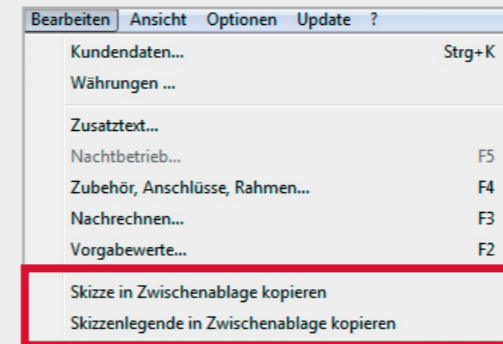 Bearbeiten Ansicht Optionen Update ?
Kundendaten... Strg+K
Währungen ...
Zusatztext...
Nachtbetrieb... F5
Zubehör, Anschlüsse, Rahmen... F4
Nachrechnen... F3
Vorgabewerte... F2
Skizze in Zwischenablage kopieren
Skizzenlegende in Zwischenablage kopieren